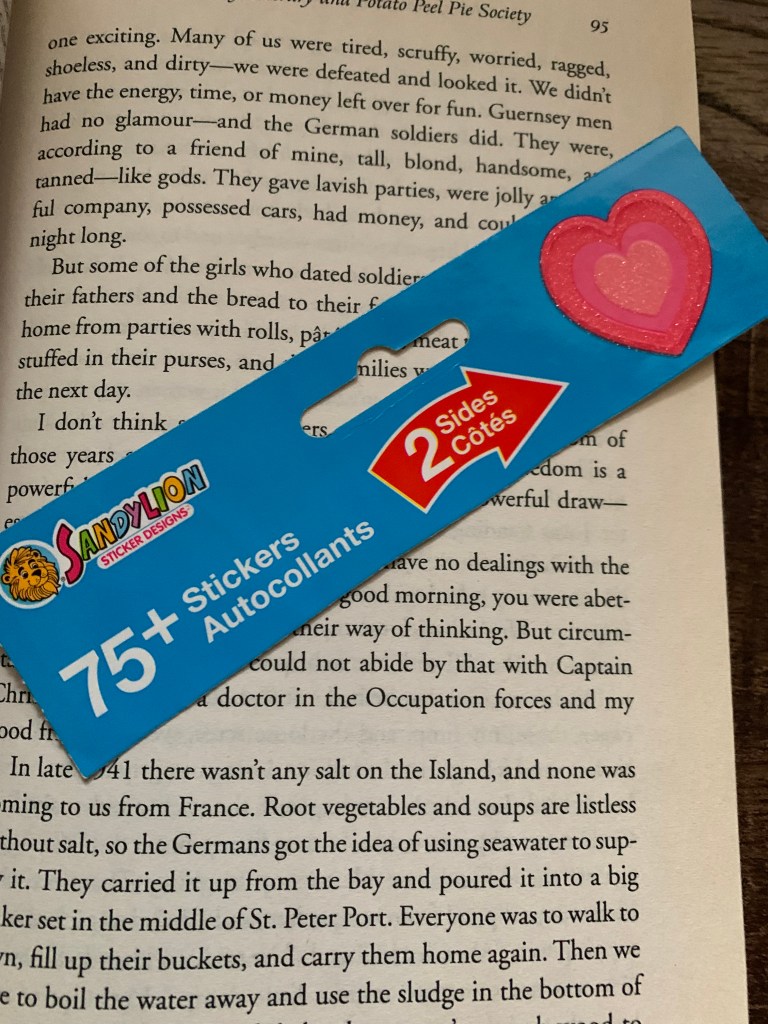 and Potato Peel Pie Society
95
one exciting. Many of us were tired, scruffy, worried, ragged,
shoeless, and dirty—we were defeated and looked it. We didn't
have the energy, time, or money left over for fun. Guernsey men
had no glamour—and the German soldiers did. They were,
according to a friend of mine, tall, blond, handsome,
tanned—like gods. They gave lavish parties, were jolly
ful company, possessed cars, had money, and
night long.
But some of the girls who dated
their fathers and the bread to their
home from parties with rolls, meat
stuffed in their purses, and
the next day.
I don't think
those years of
is a
draw—
SANDYLION
STICKER DESIGNS
75+ Stickers
Autocollants
2 Sides
Côtés
no dealings with the
good morning, you were abet-
way of thinking. But circum-
could not abide by that with Captain
a doctor in the Occupation forces and my
In late there wasn't any salt on the Island, and none was
to us from France. Root vegetables and soups are listless
salt, so the Germans got the idea of using seawater to sup-
it. They carried it up from the bay and poured it into a big
set in the middle of St. Peter Port. Everyone was to walk to
fill up their buckets, and carry them home again. Then we
to boil the water away and use the sludge in the bottom of